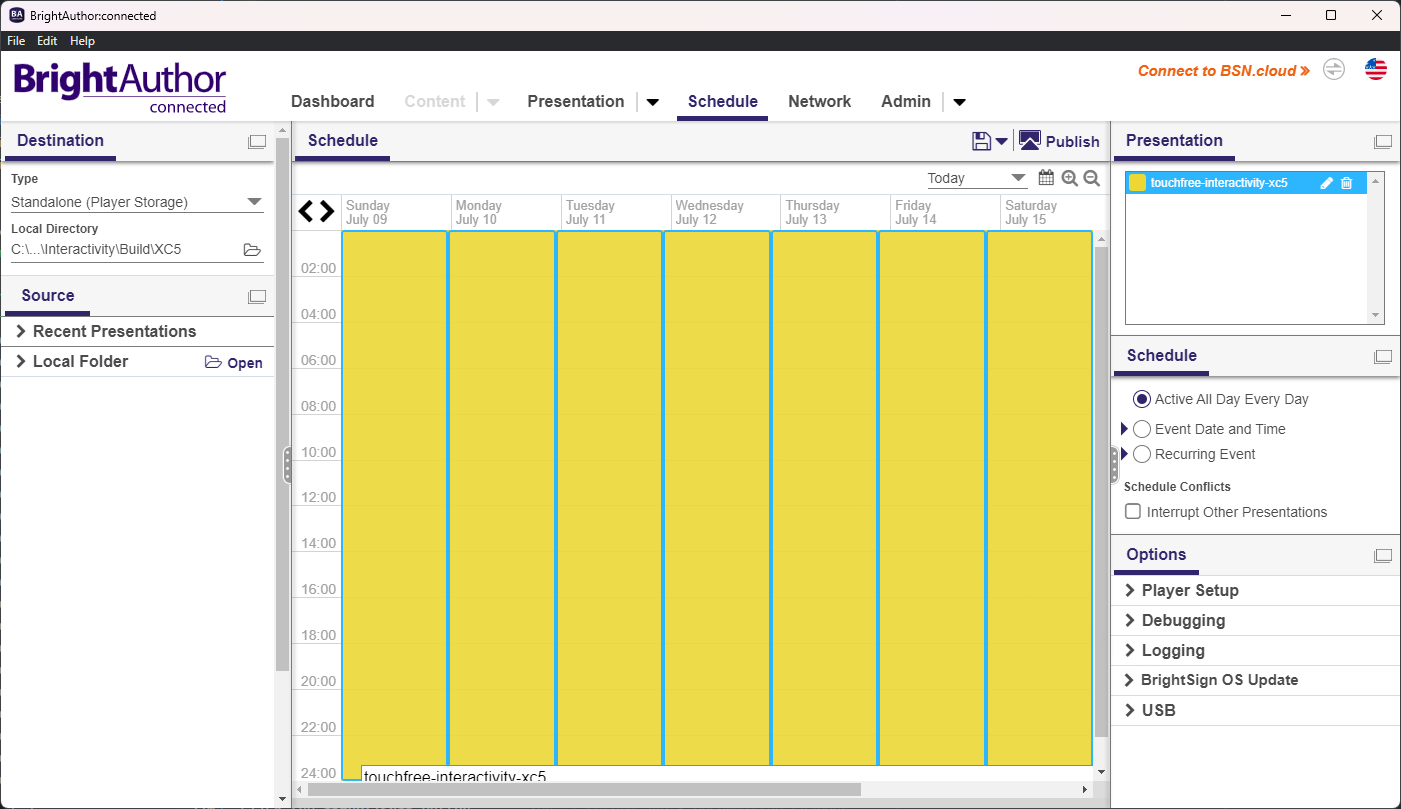 BrightAuthor:connected
File Edit Help
BrightAuthor
connected
Dashboard Content Presentation Schedule Network Admin
Connect to BSN.cloud
Destination
Type
Standalone (Player Storage)
Local Directory
C:\...\Interactivity\Build\XC5
Source
Recent Presentations
Local Folder Open
Schedule
Publish
Today
Sunday
July 09
Monday
July 10
Tuesday
July 11
Wednesday
July 12
Thursday
July 13
Friday
July 14
Saturday
July 15
02:00
04:00
06:00
08:00
10:00
12:00
14:00
16:00
18:00
20:00
22:00
24:00
touchfree-interactivity-xc5
Presentation
touchfree-interactivity-xc5
Schedule
Active All Day Every Day
Event Date and Time
Recurring Event
Schedule Conflicts
Interrupt Other Presentations
Options
Player Setup
Debugging
Logging
BrightSign OS Update
USB